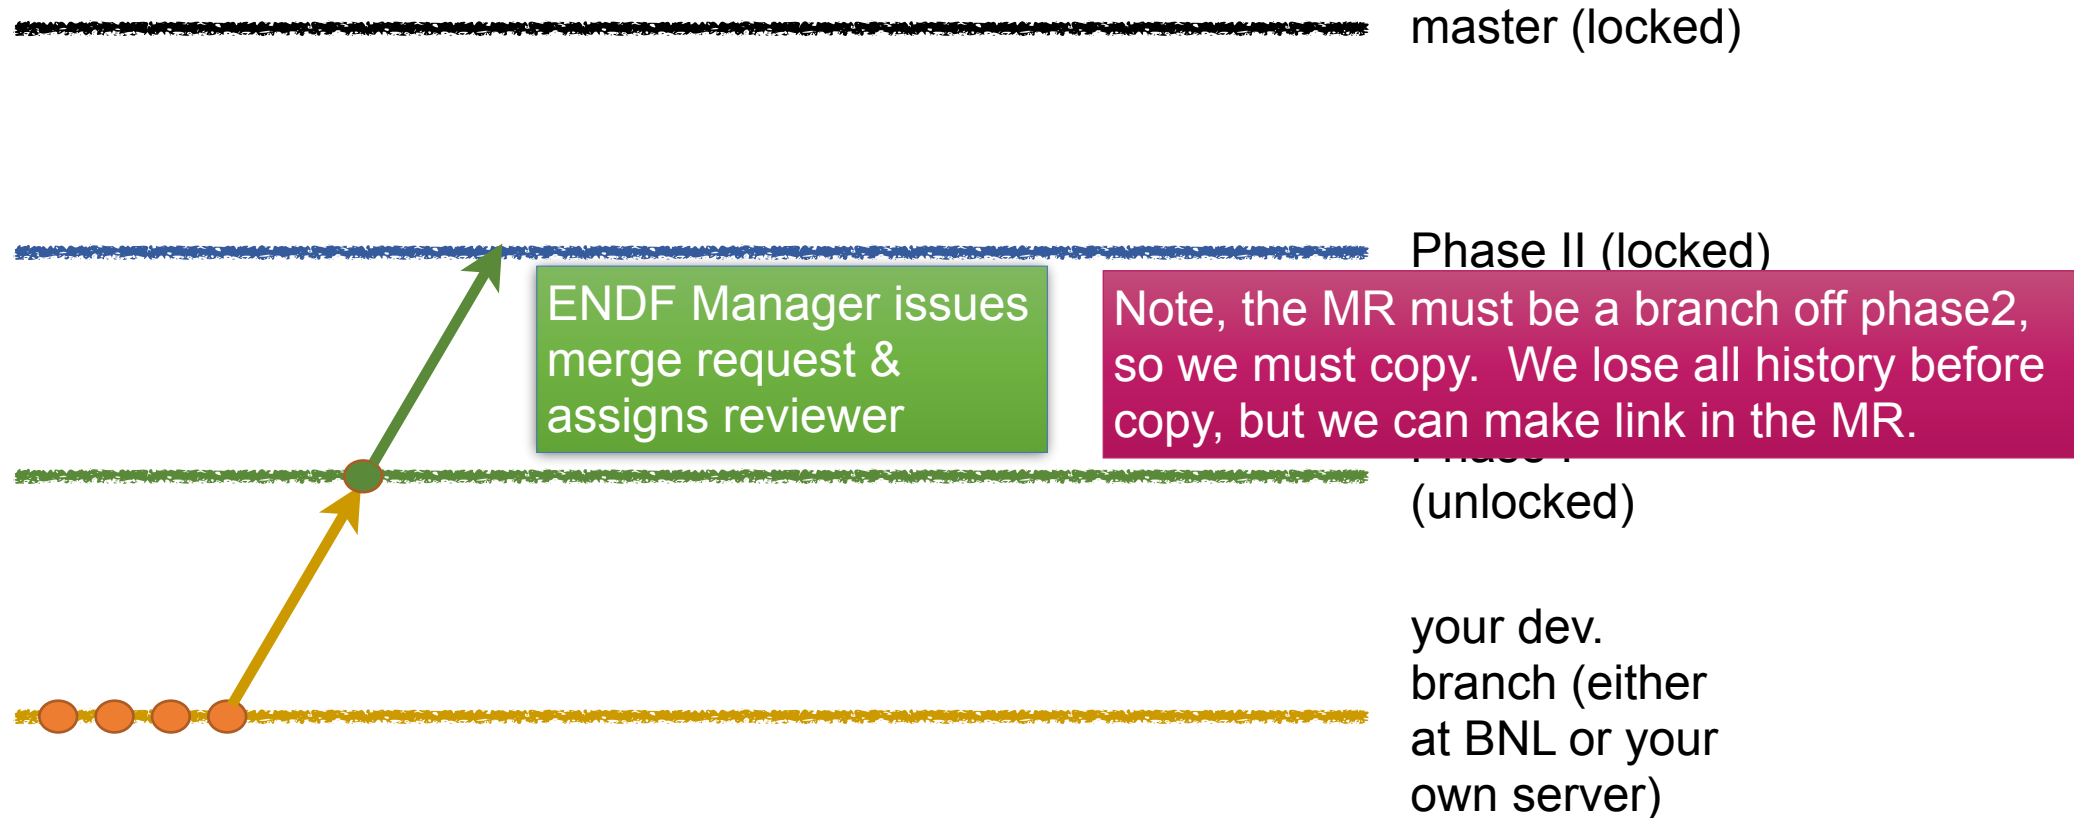 master (locked)
Phase II (locked)
ENDF Manager issues
merge request &
assigns reviewer
Note, the MR must be a branch off phase2,
so we must copy.  We lose all history before
copy, but we can make link in the MR.
Phase I
(unlocked)
your dev.
branch (either
at BNL or your
own server)